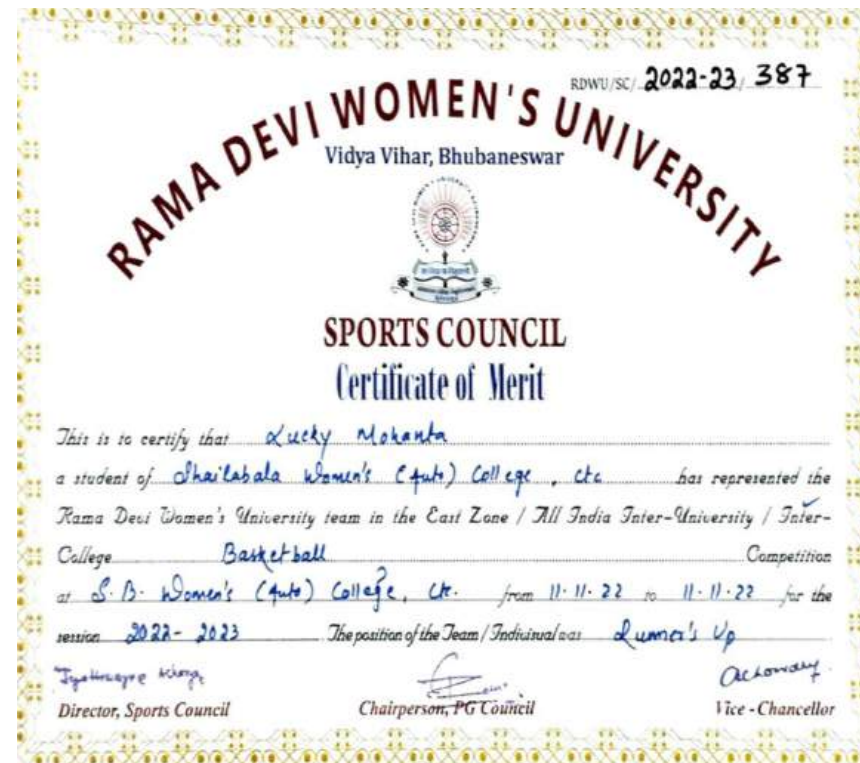 RDWU/SC/ 2022-23/ 387
RAMA DEVI WOMEN'S UNIVERSITY
Vidya Vihar, Bhubaneswar
SPORTS COUNCIL
Certificate of Merit
This is to certify that Lucky Mohanta
a student of Shailabala Women's (Auto) College, Ctc has represented the
Rama Devi Women's University team in the East Zone / All India Inter-University / Inter-
College Basketball Competition
at S.B. Women's (Auto) College, Ctc. from 11.11.22 to 11.11.22 for the
session 2022-2023 The position of the Team/Indivisual was Runner's Up
Director, Sports Council Chairperson, PG Council Vice-Chancellor